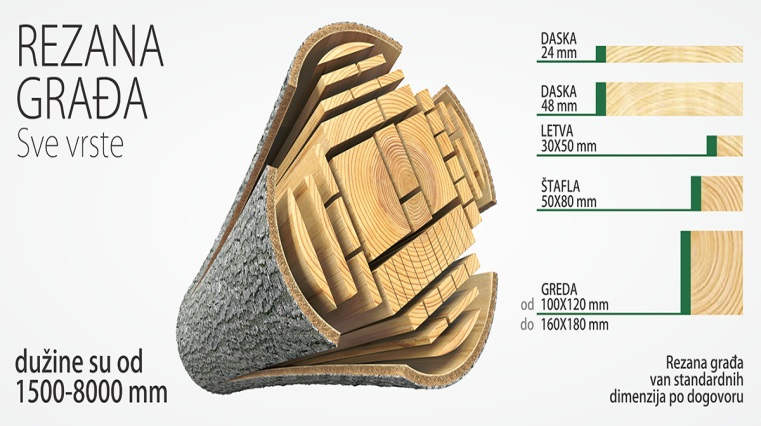 REZANA
GRAĐA
Sve vrste
dužine su od
1500-8000 mm
DASKA
24 mm
DASKA
48 mm
LETVA
30X50 mm
ŠTAFLA
50X80 mm
GREDA
od 100X120 mm
do 160X180 mm
Rezana građa
van standardnih
dimenzija po dogovoru